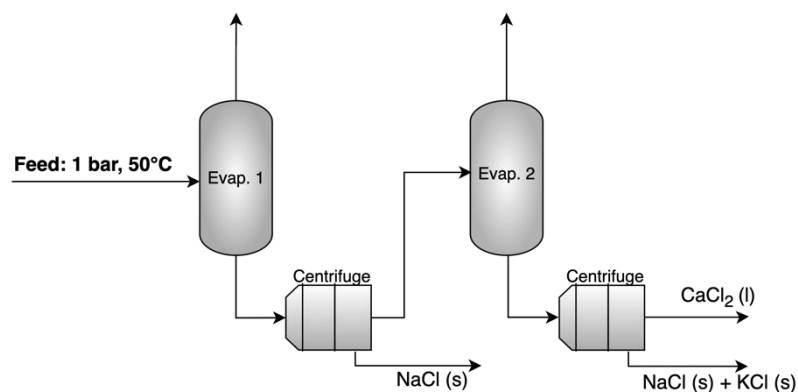 Feed: 1 bar, 50°C
Evap. 1
Evap. 2
Centrifuge
Centrifuge
CaCl₂ (l)
NaCl (s)
NaCl (s) + KCl (s)